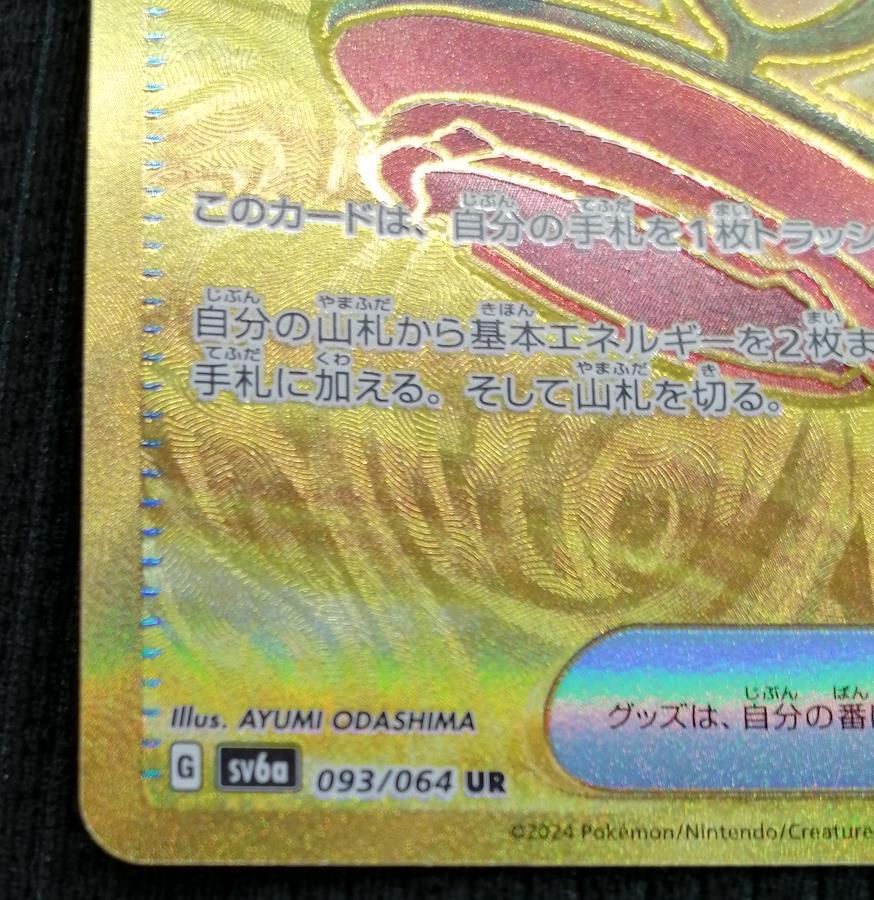 このカードは、自分の手札を1枚トラッシ
自分の山札から基本エネルギーを2枚ま
手札に加える。そして山札を切る。
Illus. AYUMI ODASHIMA
グッズは、自分の番に
G sv6a 093/064 UR
©2024 Pokémon/Nintendo/Creature